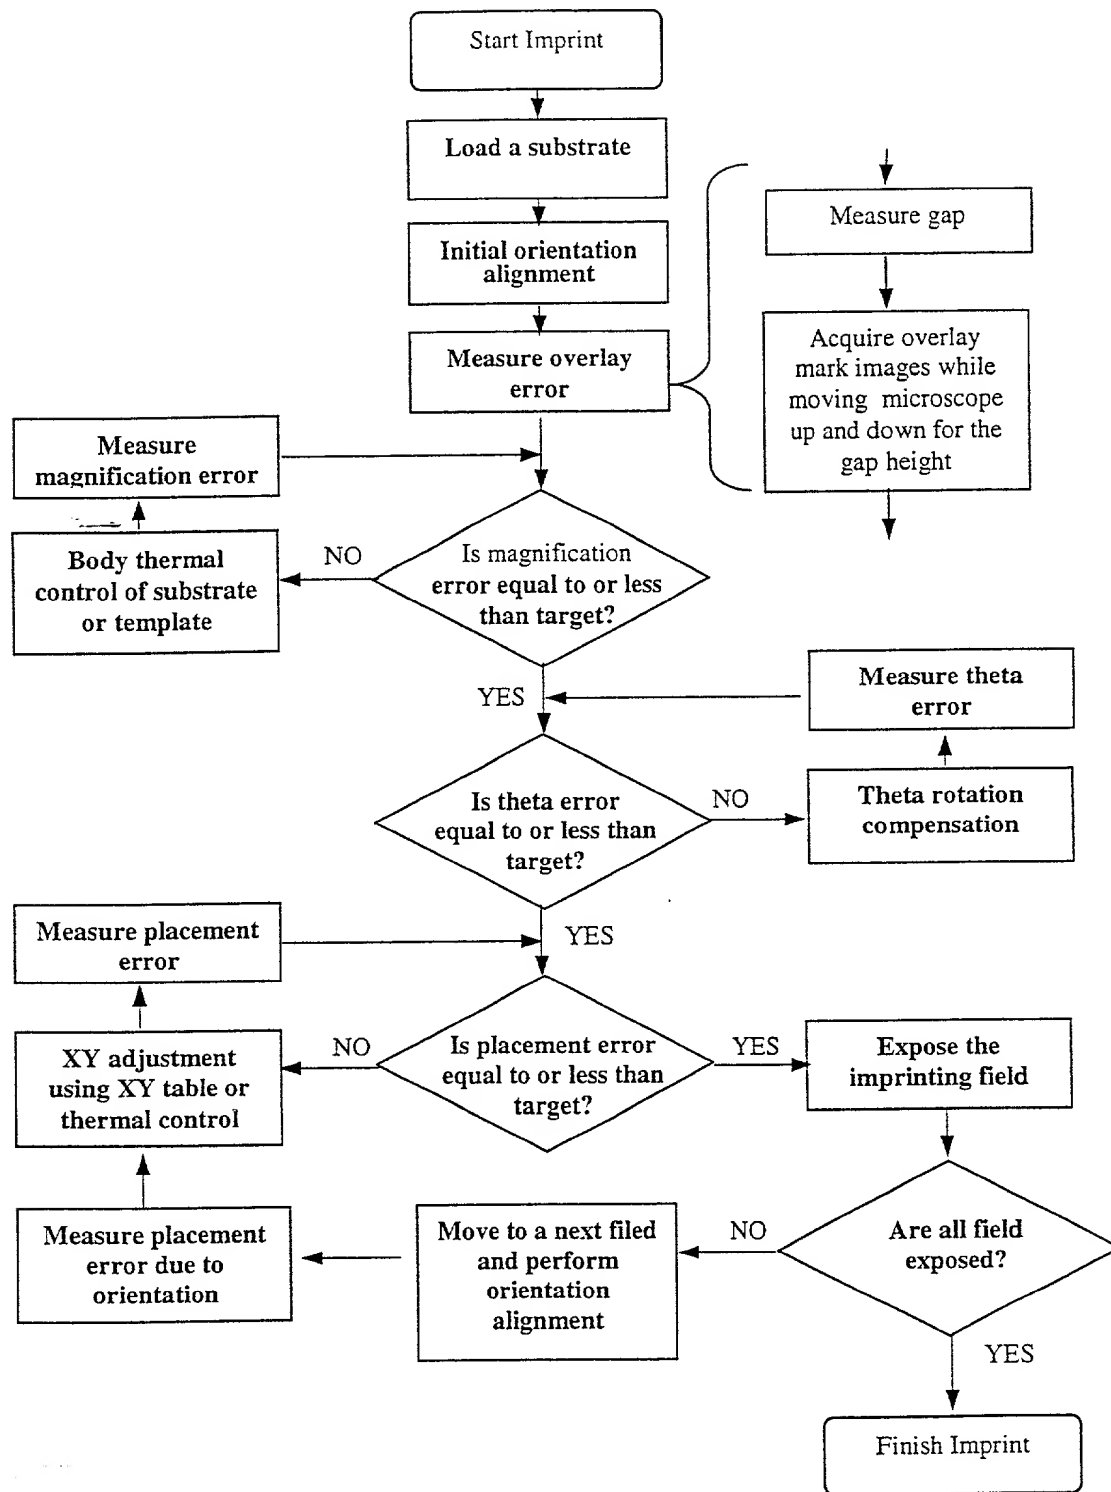 Start Imprint
Load a substrate
Initial orientation
alignment
Measure overlay
error
Measure gap
Acquire overlay
mark images while
moving microscope
up and down for the
gap height
Measure
magnification error
Body thermal
control of substrate
or template
NO
Is magnification
error equal to or less
than target?
YES
Measure theta
error
Is theta error
equal to or less than
target?
NO
Theta rotation
compensation
YES
Measure placement
error
XY adjustment
using XY table or
thermal control
NO
Is placement error
equal to or less than
target?
YES
Expose the
imprinting field
Measure placement
error due to
orientation
Move to a next filed
and perform
orientation
alignment
NO
Are all field
exposed?
YES
Finish Imprint